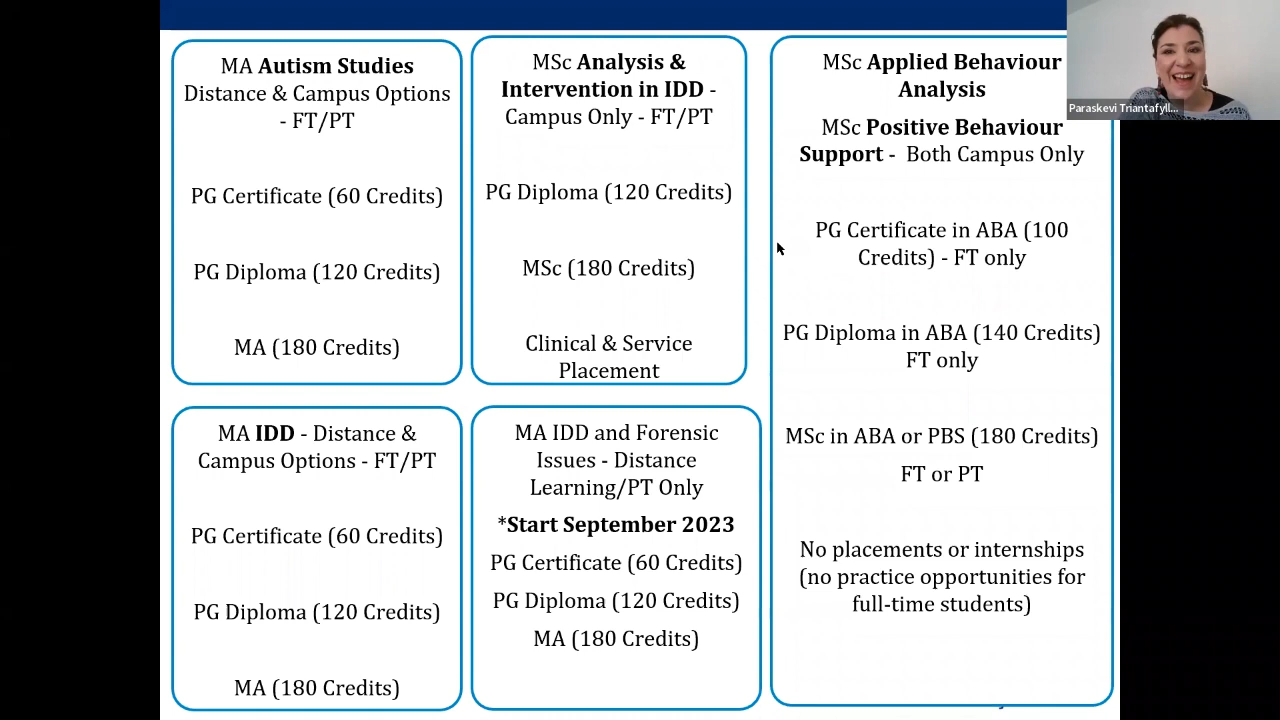 MA Autism Studies
Distance & Campus Options
- FT/PT
PG Certificate (60 Credits)
PG Diploma (120 Credits)
MA (180 Credits)
MSc Analysis &
Intervention in IDD -
Campus Only - FT/PT
PG Diploma (120 Credits)
MSc (180 Credits)
Clinical & Service
Placement
MSc Applied Behaviour
Analysis
MSc Positive Behaviour
Support - Both Campus Only
PG Certificate in ABA (100
Credits) - FT only
PG Diploma in ABA (140 Credits)
FT only
MSc in ABA or PBS (180 Credits)
FT or PT
No placements or internships
(no practice opportunities for
full-time students)
MA IDD - Distance &
Campus Options - FT/PT
PG Certificate (60 Credits)
PG Diploma (120 Credits)
MA (180 Credits)
MA IDD and Forensic
Issues - Distance
Learning/PT Only
*Start September 2023
PG Certificate (60 Credits)
PG Diploma (120 Credits)
MA (180 Credits)
Paraskevi Triantafyll...